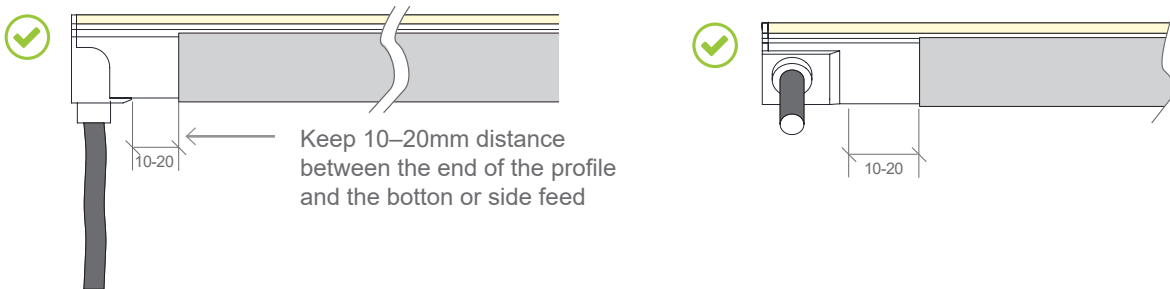 10-20
Keep 10–20mm distance
between the end of the profile
and the botton or side feed
10-20